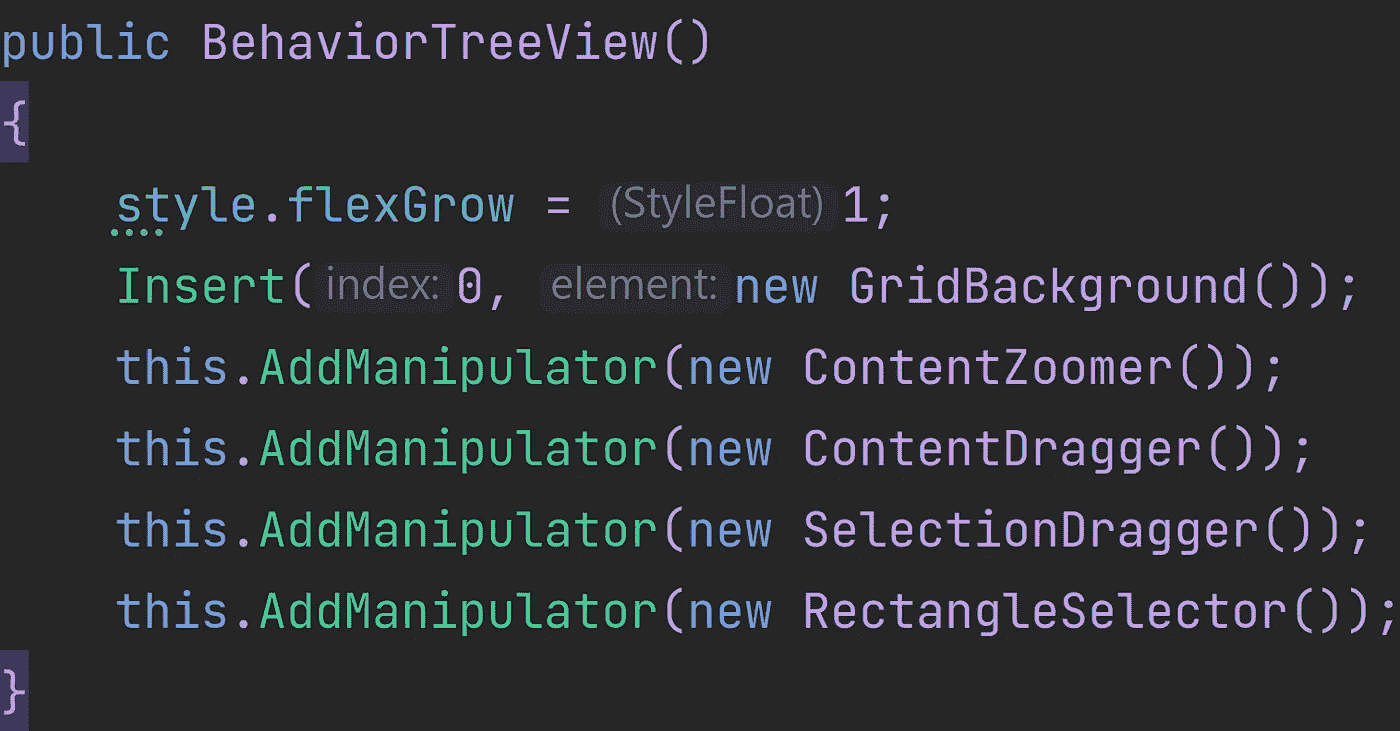 public BehaviorTreeView()
{
style.flexGrow = (StyleFloat) 1;
Insert( index: 0, element: new GridBackground());
this.AddManipulator(new ContentZoomer());
this.AddManipulator(new ContentDragger());
this.AddManipulator(new SelectionDragger());
this.AddManipulator(new RectangleSelector());
}